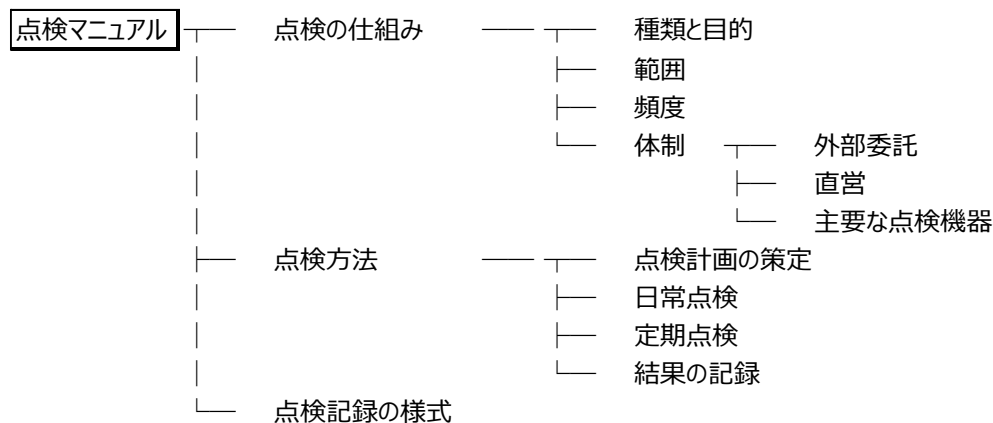 点検マニュアル 点検の仕組み 種類と目的
範囲
頻度
体制 外部委託
直営
主要な点検機器
点検方法 点検計画の策定
日常点検
定期点検
結果の記録
点検記録の様式